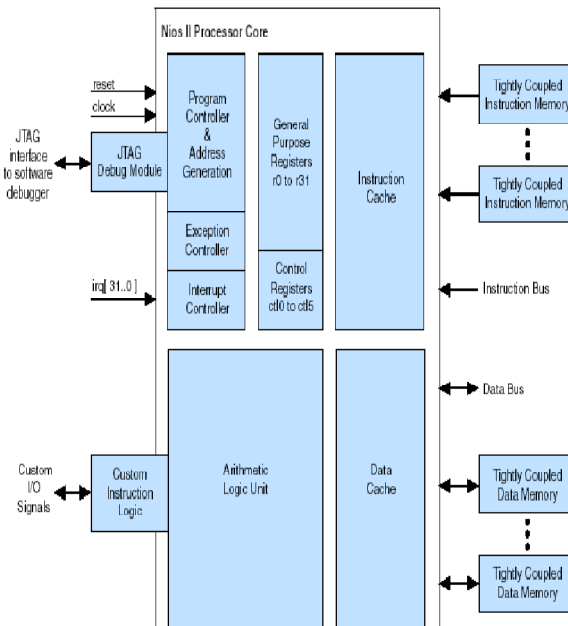 Nios II Processor Core
reset
clock
JTAG
interface
to software
debugger
JTAG
Debug Module
Program
Controller
&
Address
Generation
Exception
Controller
irq[ 31..0 ]
Interrupt
Controller
General
Purpose
Registers
r0 to r31
Control
Registers
ctl0 to ctl5
Instruction
Cache
Tightly Coupled
Instruction Memory
Tightly Coupled
Instruction Memory
Instruction Bus
Data Bus
Custom
I/O
Signals
Custom
Instruction
Logic
Arithmetic
Logic Unit
Data
Cache
Tightly Coupled
Data Memory
Tightly Coupled
Data Memory